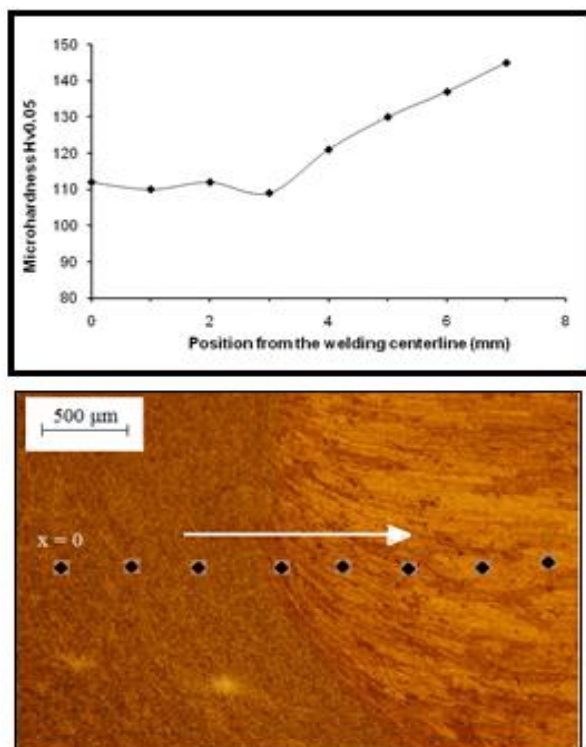 150
140
130
120
110
100
90
80
Microhardness Hv0.05
0 2 4 6 8
Position from the welding centerline (mm)
500 µm
x = 0